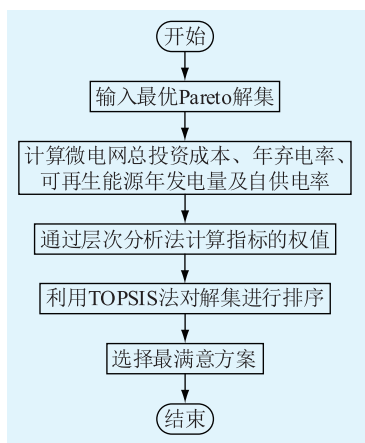 开始
输入最优Pareto解集
计算微电网总投资成本、年弃电率、
可再生能源年发电量及自供电率
通过层次分析法计算指标的权值
利用TOPSIS法对解集进行排序
选择最满意方案
结束